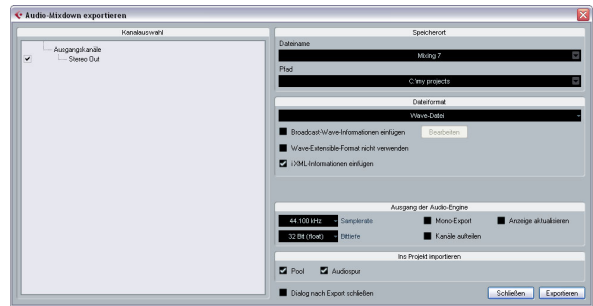 Audio-Mixdown exportieren
Kanalauswahl
Ausgangskanäle
Stereo Out
Speicherort
Dateiname
Mixing 7
Pfad
C:\my projects
Dateiformat
Wave-Datei
Broadcast-Wave-Informationen einfügen
Bearbeiten
Wave-Extensible-Format nicht verwenden
iXML-Informationen einfügen
Ausgang der Audio-Engine
44.100 kHz Samplerate Mono-Export Anzeige aktualisieren
32 Bit (float) Bittiefe Kanäle aufteilen
Ins Projekt importieren
Pool Audiospur
Dialog nach Export schließen Schließen Exportieren